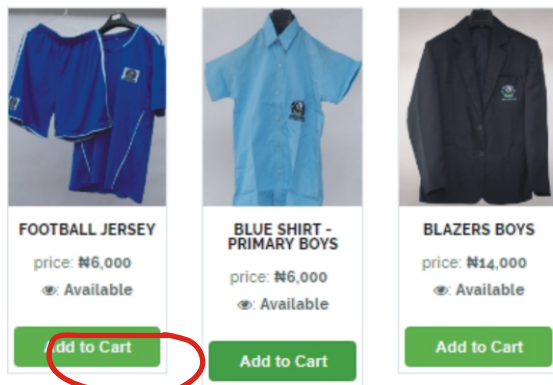 FOOTBALL JERSEY
price: ₦6,000
: Available
Add to Cart
BLUE SHIRT -
PRIMARY BOYS
price: ₦6,000
: Available
Add to Cart
BLAZERS BOYS
price: ₦14,000
: Available
Add to Cart